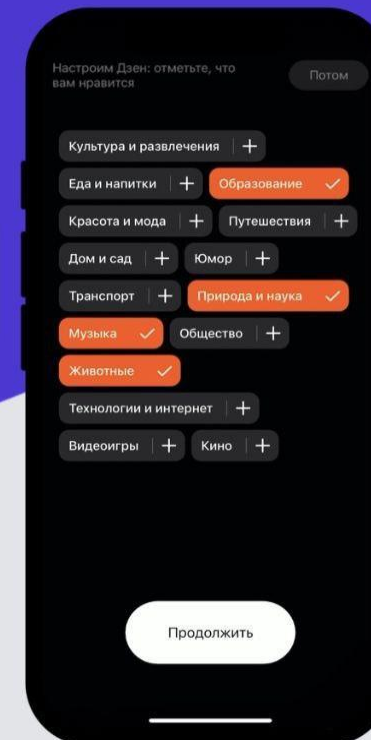 Настроим Дзен: отметьте, что
вам нравится
Потом
Культура и развлечения
Еда и напитки Образование
Красота и мода Путешествия
Дом и сад Юмор
Транспорт Природа и наука
Музыка Общество
Животные
Технологии и интернет
Видеоигры Кино
Продолжить